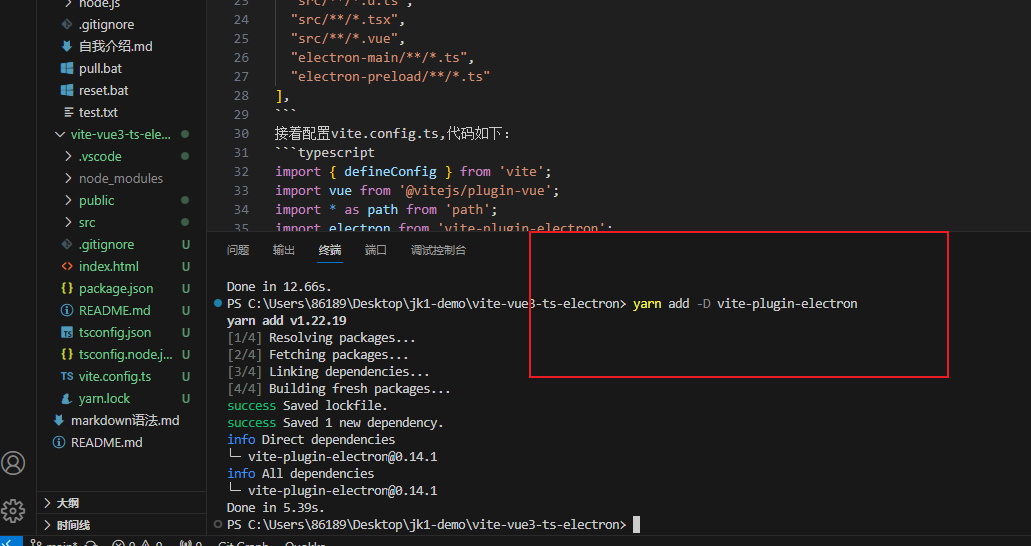 node.js
.gitignore
自我介绍.md
pull.bat
reset.bat
test.txt
vite-vue3-ts-ele...
.vscode
node_modules
public
src
.gitignore U
index.html U
package.json U
README.md U
tsconfig.json U
tsconfig.node.j... U
TS vite.config.ts U
yarn.lock U
markdown语法.md
README.md
大纲
时间线
23 "src/**/*.d.ts",
24 "src/**/*.tsx",
25 "src/**/*.vue",
26 "electron-main/**/*.ts",
27 "electron-preload/**/*.ts"
28 ],
29 ```
30 接着配置vite.config.ts,代码如下：
31 ```typescript
32 import { defineConfig } from 'vite';
33 import vue from '@vitejs/plugin-vue';
34 import * as path from 'path';
35 import electron from 'vite-plugin-electron';
问题 输出 终端 端口 调试控制台
Done in 12.66s.
PS C:\Users\86189\Desktop\jk1-demo\vite-vue3-ts-electron> yarn add -D vite-plugin-electron
yarn add v1.22.19
[1/4] Resolving packages...
[2/4] Fetching packages...
[3/4] Linking dependencies...
[4/4] Building fresh packages...
success Saved lockfile.
success Saved 1 new dependency.
info Direct dependencies
└─ vite-plugin-electron@0.14.1
info All dependencies
└─ vite-plugin-electron@0.14.1
Done in 5.39s.
PS C:\Users\86189\Desktop\jk1-demo\vite-vue3-ts-electron>
main* 0 0 0 Git Graph Quokka